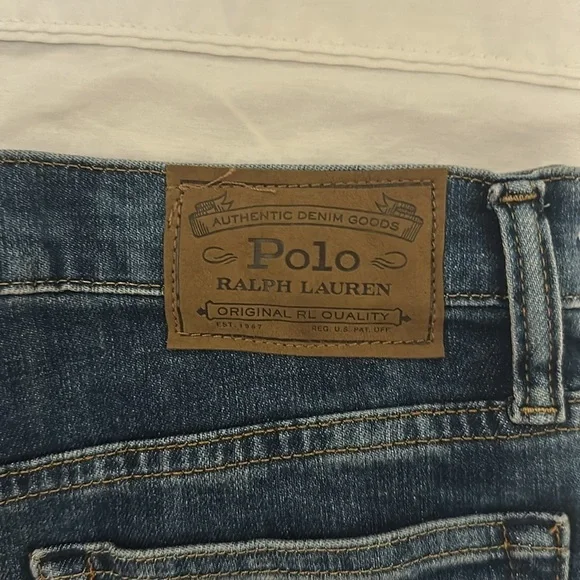 AUTHENTIC DENIM GOODS
Polo
RALPH LAUREN
ORIGINAL RL QUALITY
EST. 1967 REG. U.S. PAT. OFF.